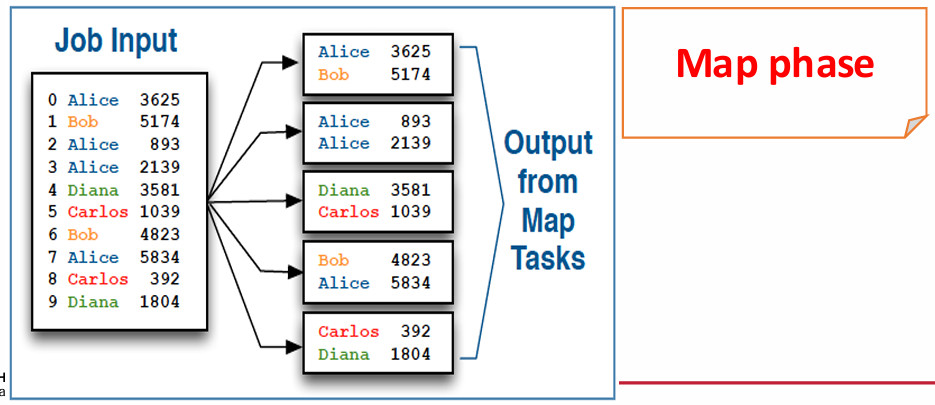 Job Input
0 Alice 3625
1 Bob 5174
2 Alice 893
3 Alice 2139
4 Diana 3581
5 Carlos 1039
6 Bob 4823
7 Alice 5834
8 Carlos 392
9 Diana 1804
Alice 3625
Bob 5174
Alice 893
Alice 2139
Diana 3581
Carlos 1039
Bob 4823
Alice 5834
Carlos 392
Diana 1804
Output
from
Map
Tasks
Map phase
H
a